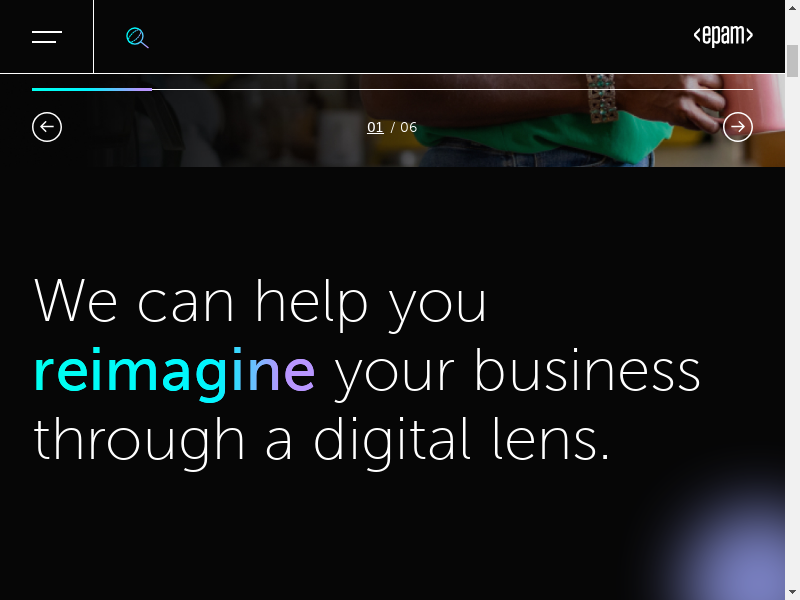 <epam>
01 / 06
We can help you
reimagine your business
through a digital lens.